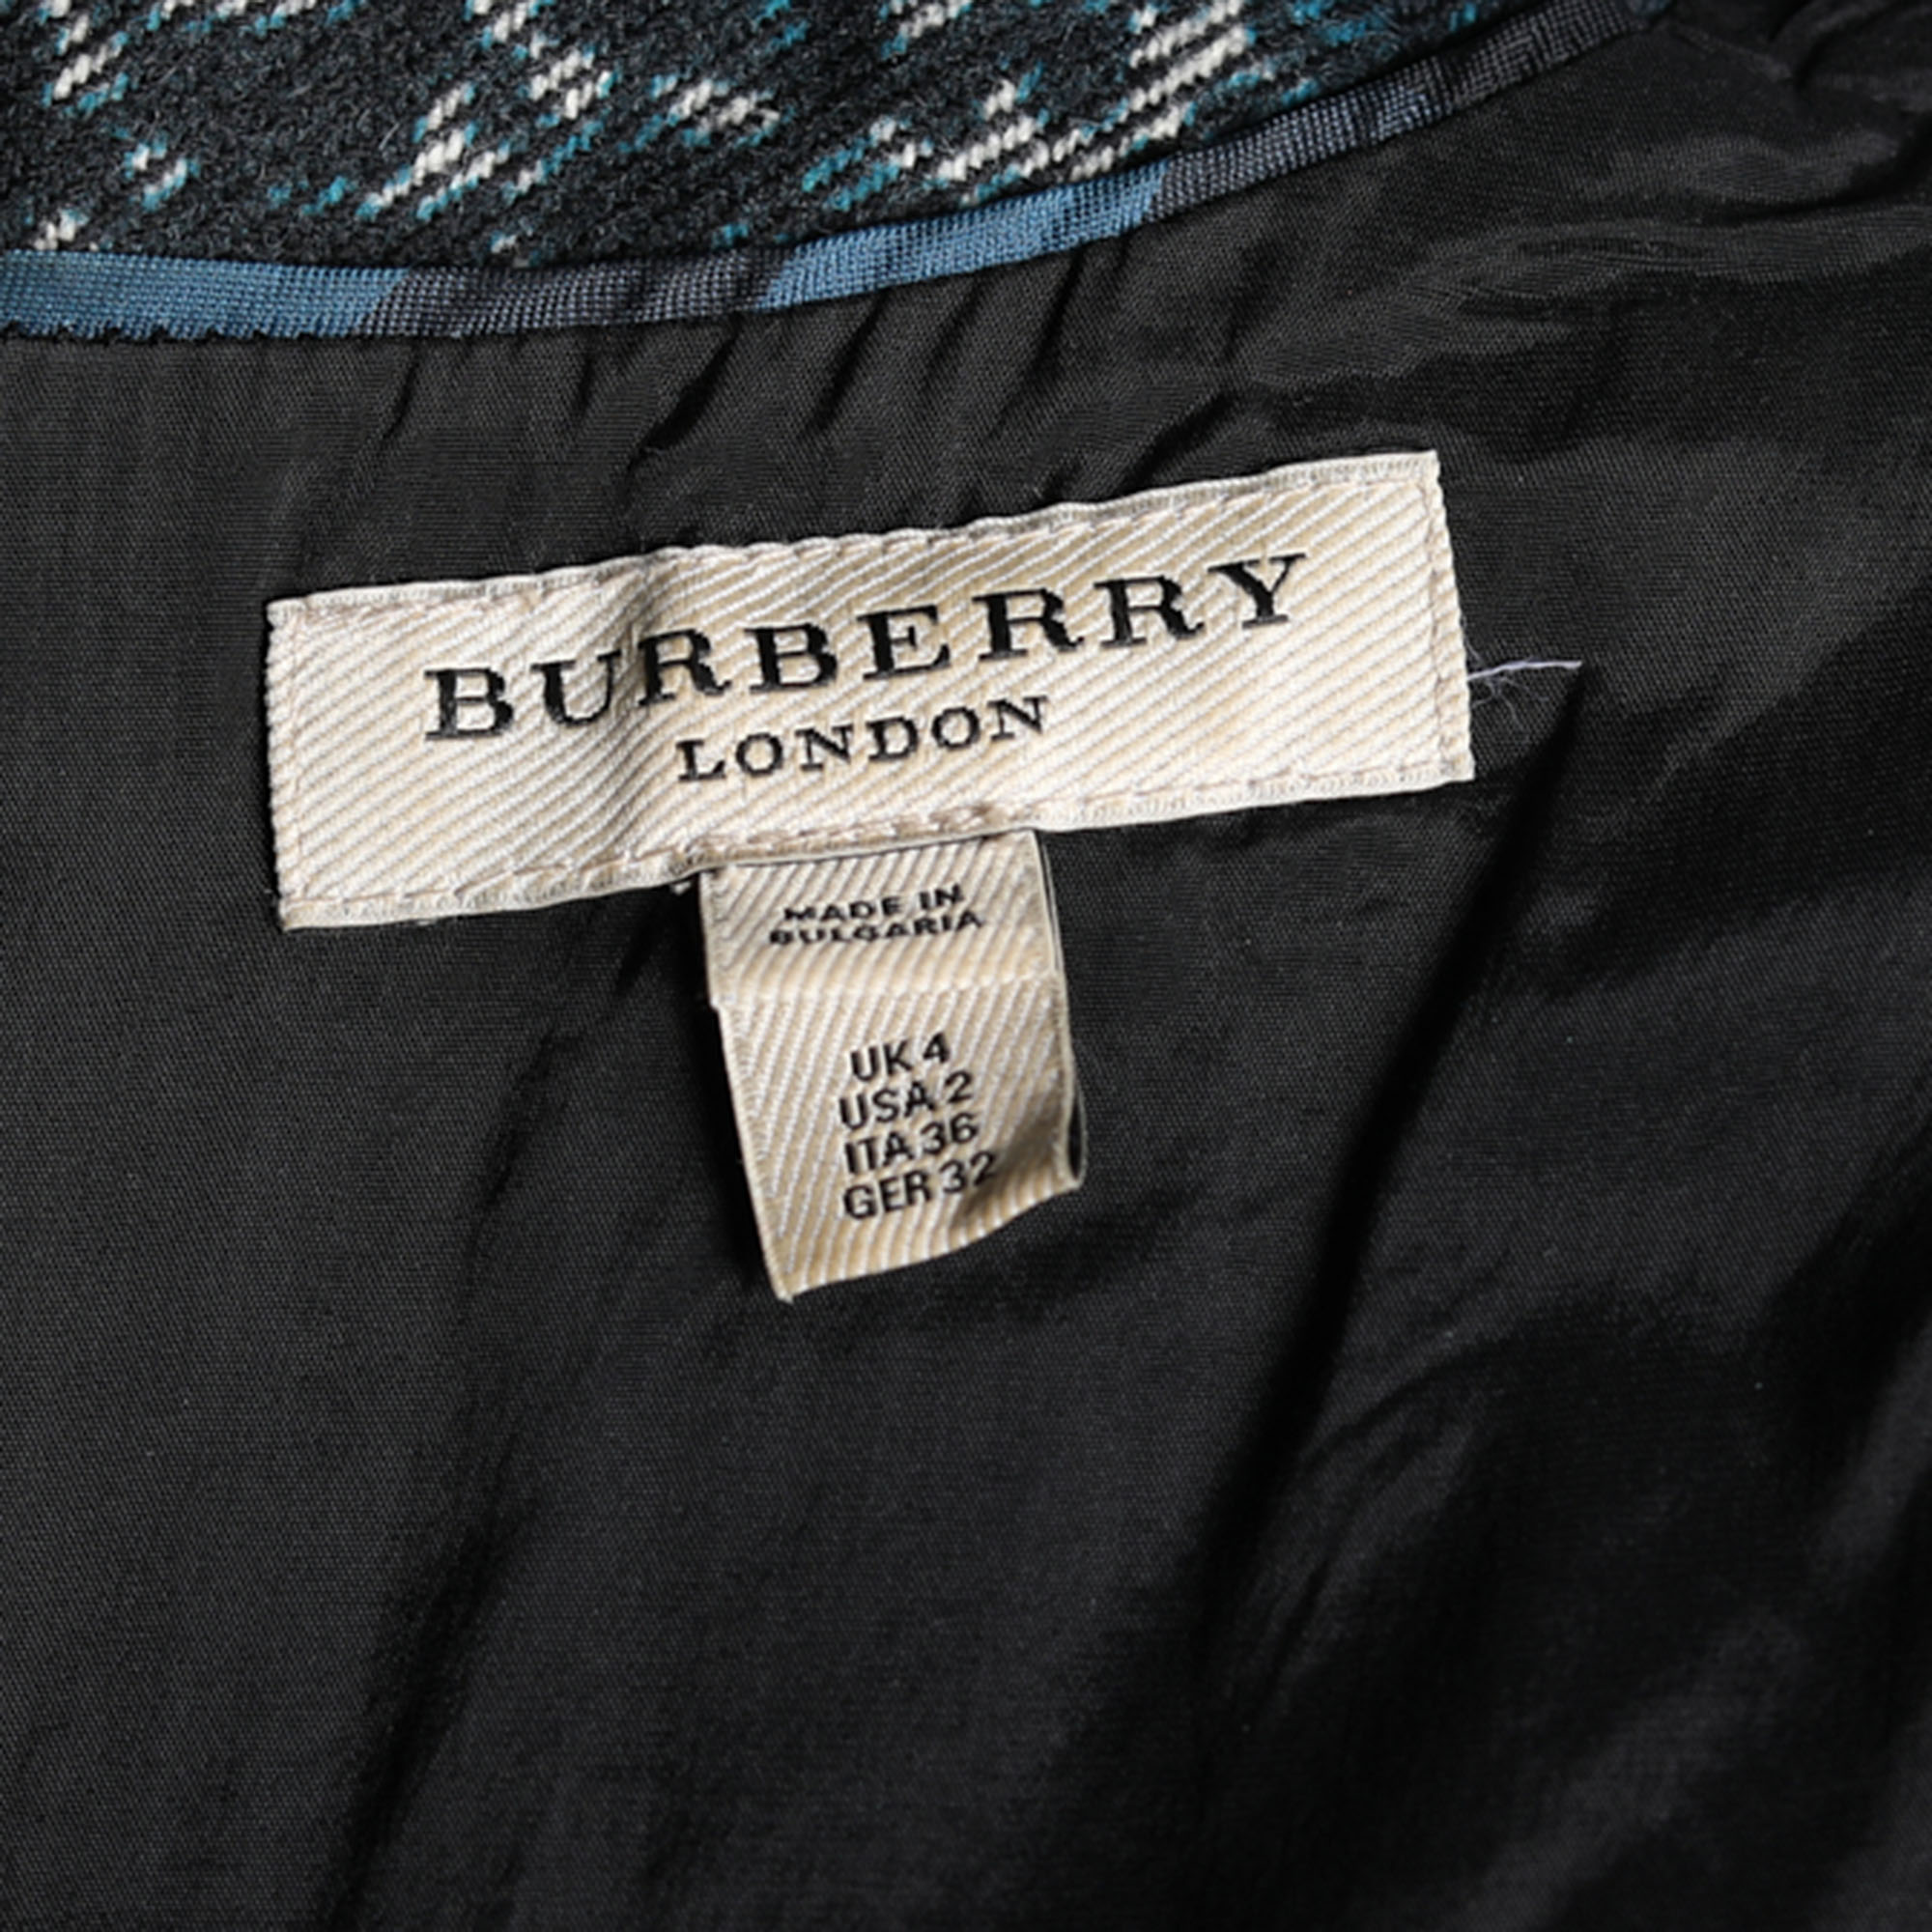 BURBERRY
LONDON
MADE IN
BULGARIA
UK 4
USA 2
ITA 36
GER 32